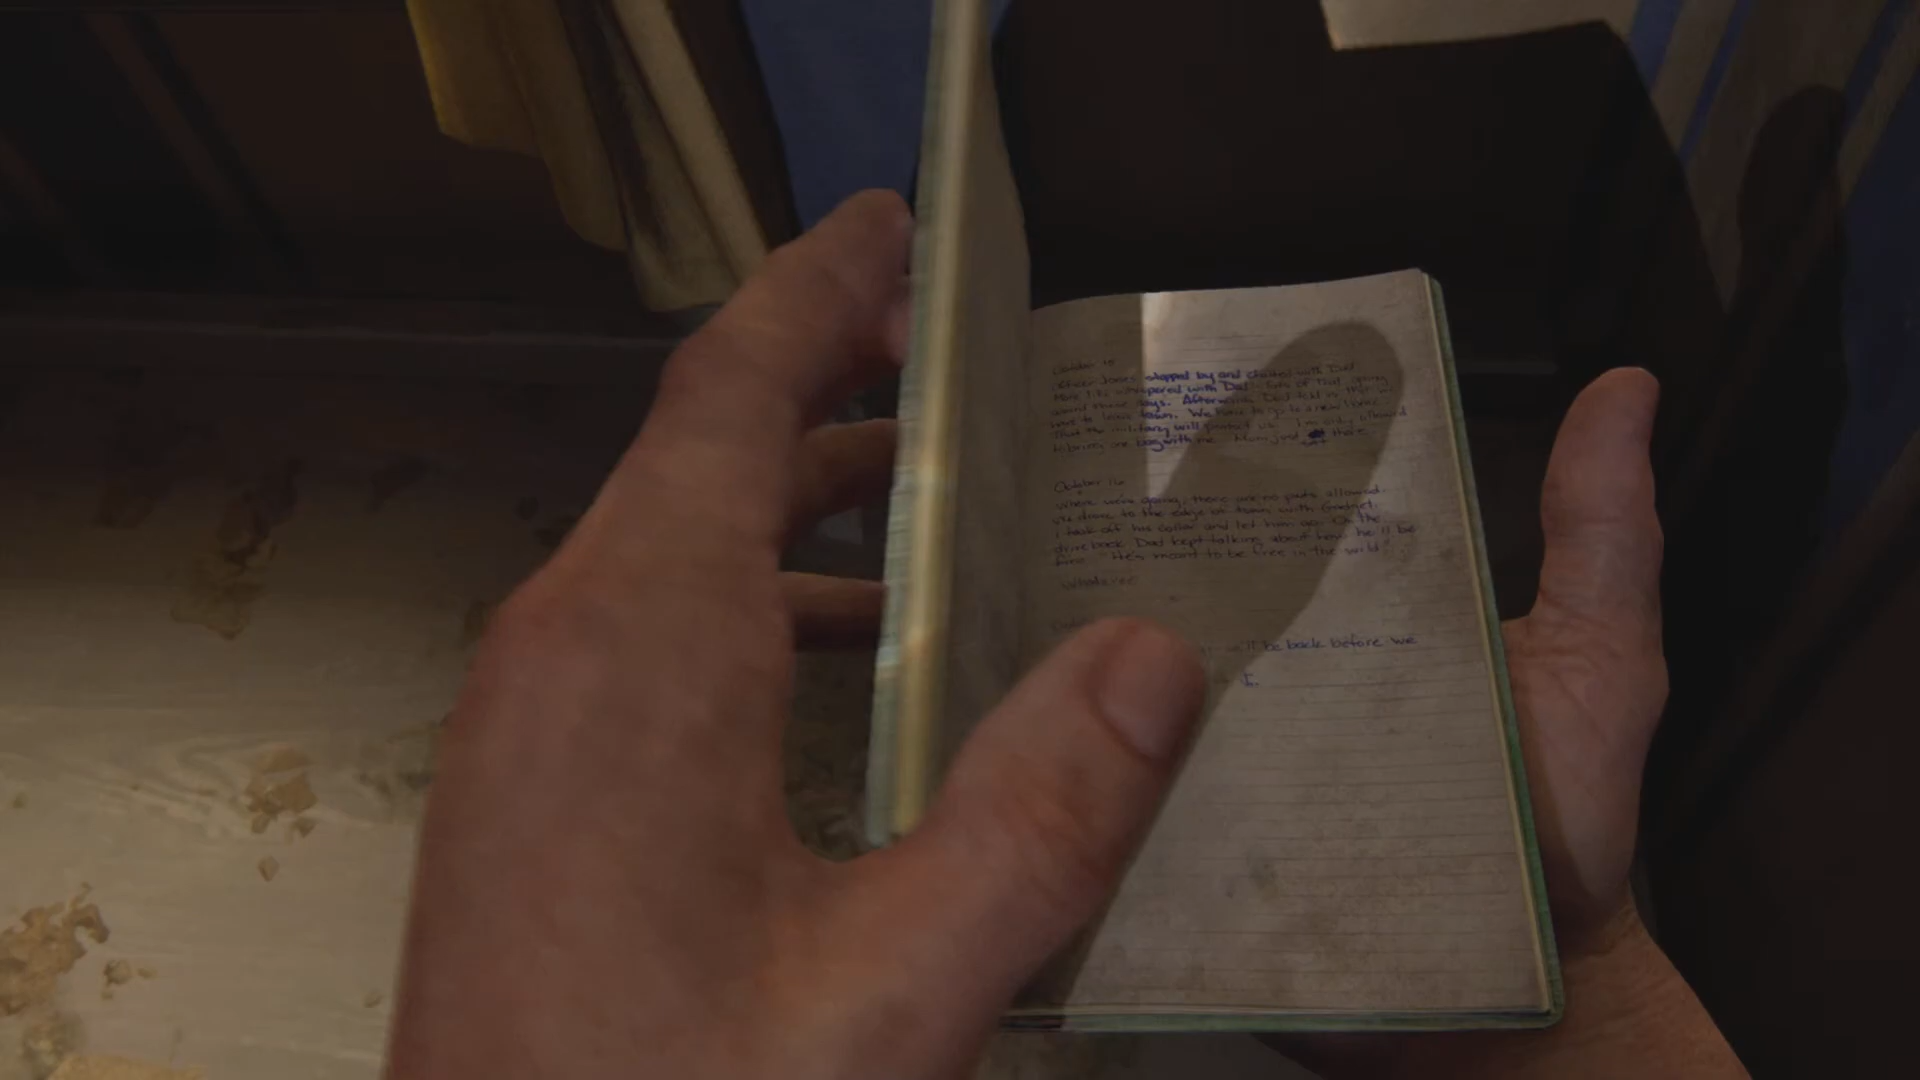 October 15
Officer Jones stopped by and chatted with Dad.
More like whispered with Dad. Lots of that going
around these days. Afterwards Dad told us that we
have to leave town. We have to go to a new
That the military will protect us. I'm only allowed
to bring one bag with me. Mom just sat there.
October 16
Where we're going, there are no pets allowed.
We drove to the edge of town with
I took off his collar and let him go. On the
drive back Dad kept talking about how he'll be
fine. "He's meant to be free in the wild"
Whatever
we'll be back before we
I.